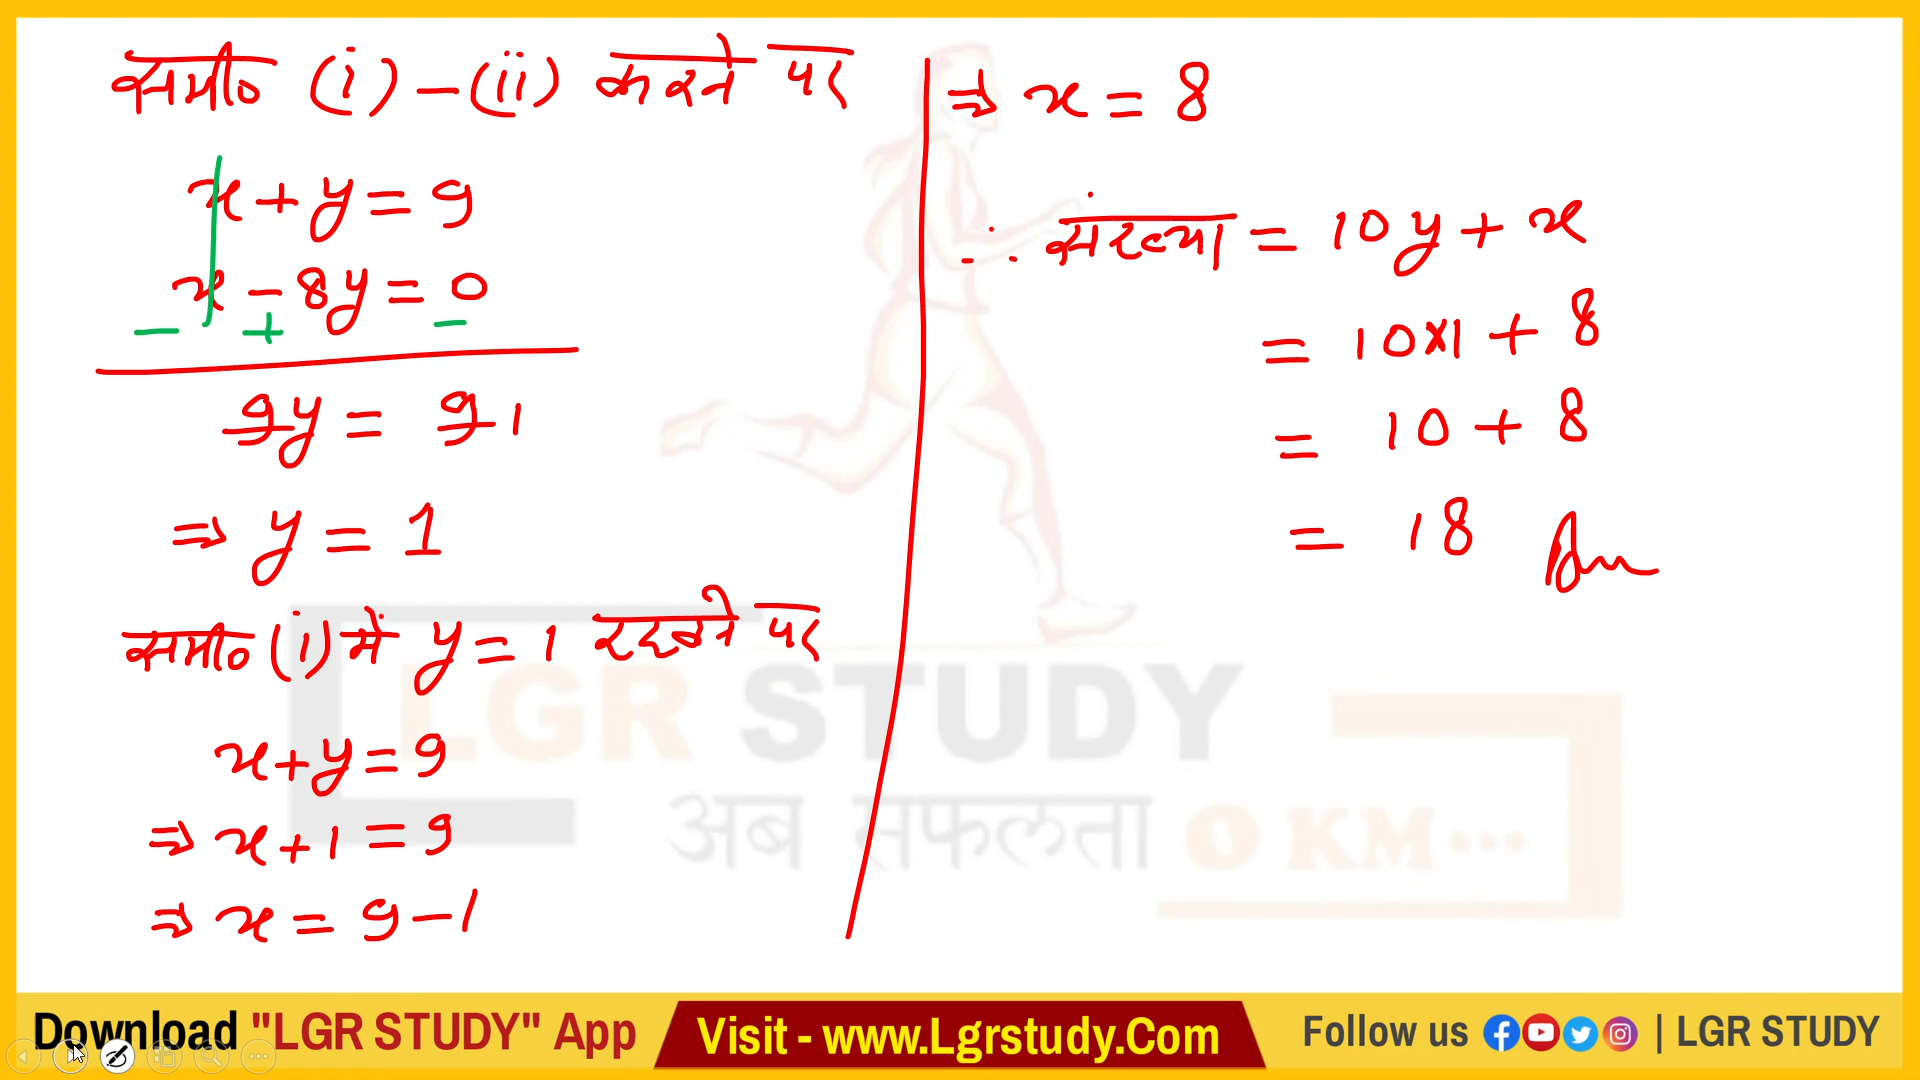 समी० (i) – (ii) करने पर
x + y = 9
x – 8y = 0
– + –
9y = 9 1
⇒ y = 1
समी० (i) में y = 1 रखने पर
x + y = 9
⇒ x + 1 = 9
⇒ x = 9 – 1
⇒ x = 8
∴ संख्या = 10y + x
= 10×1 + 8
= 10 + 8
= 18 Ans
LGR STUDY
अब सफलता 0 KM...
Download "LGR STUDY" App
Visit - www.Lgrstudy.Com
Follow us | LGR STUDY